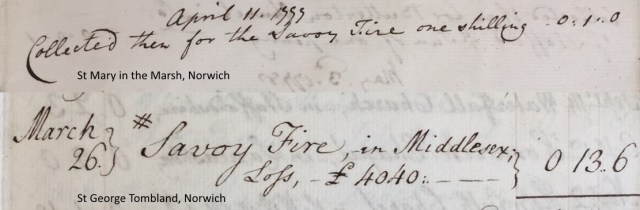 April 11. 1777
Collected then for the Savoy Fire one shilling 0:1:0
St Mary in the Marsh, Norwich
March } # Savoy Fire, in Middlesex; } 0 13 6
26. Loss, - £ 4040: —
St George Tombland, Norwich